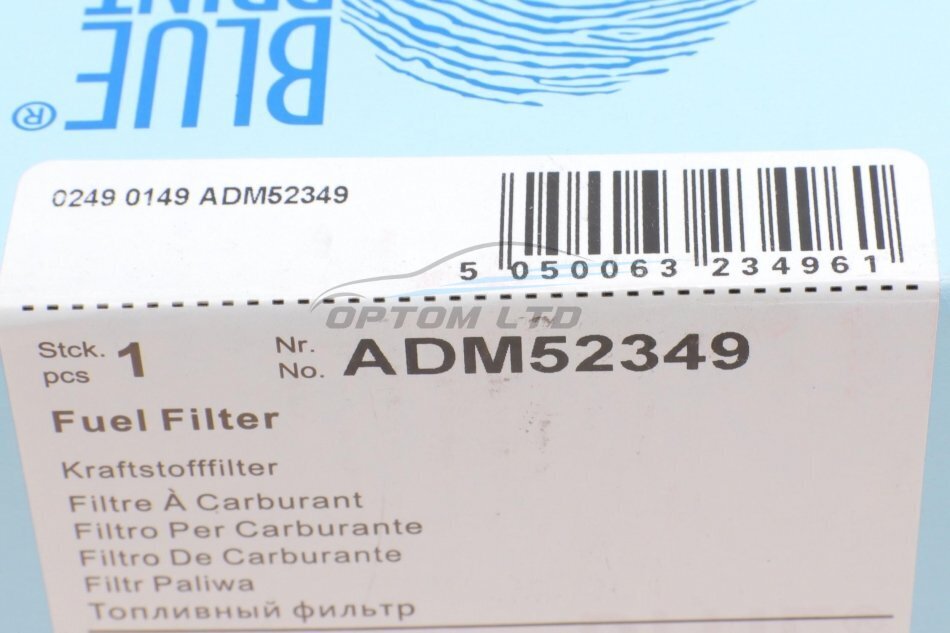 BLUE PRINT ®
0249 0149 ADM52349
5 050063 234961
OPTOM LTD
Stck. pcs 1 Nr. No. ADM52349
Fuel Filter
Kraftstofffilter
Filtre À Carburant
Filtro Per Carburante
Filtro De Carburante
Filtr Paliwa
Топливный фильтр